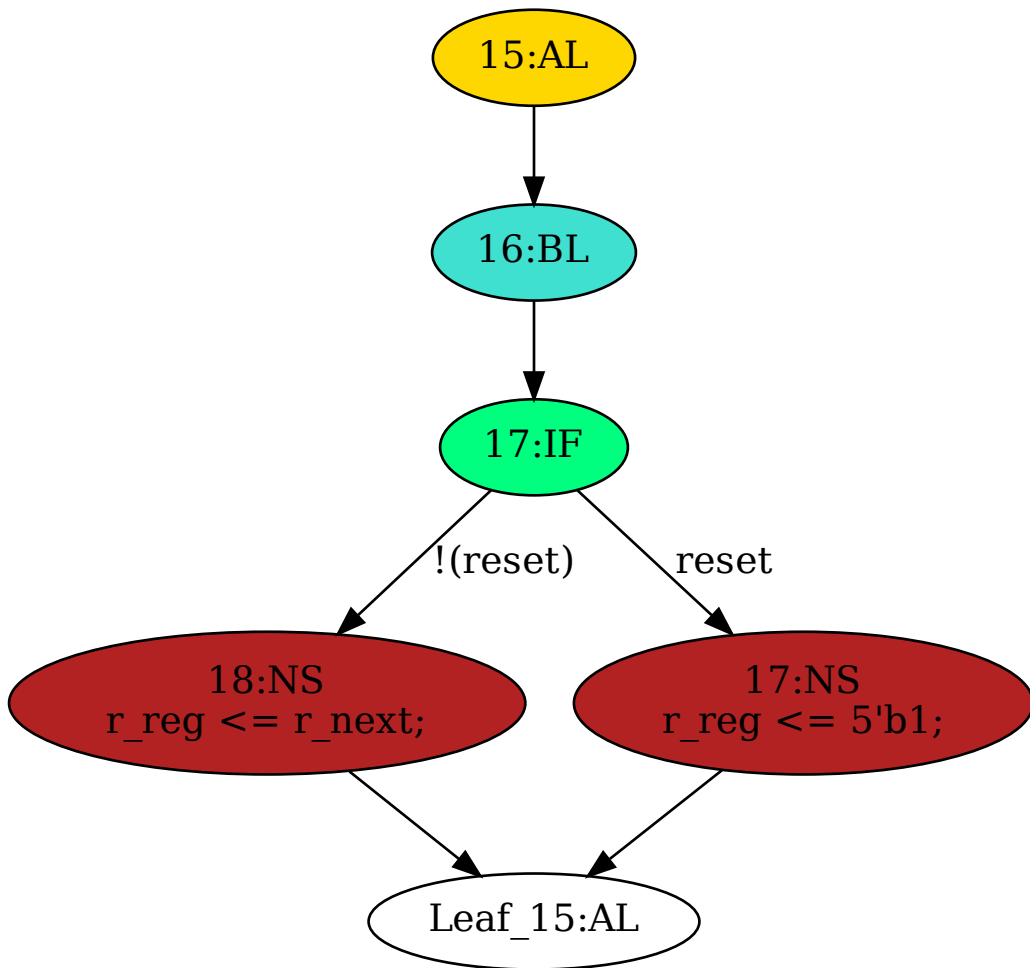 15:AL
16:BL
17:IF
!(reset)
reset
18:NS
r_reg <= r_next;
17:NS
r_reg <= 5'b1;
Leaf_15:AL